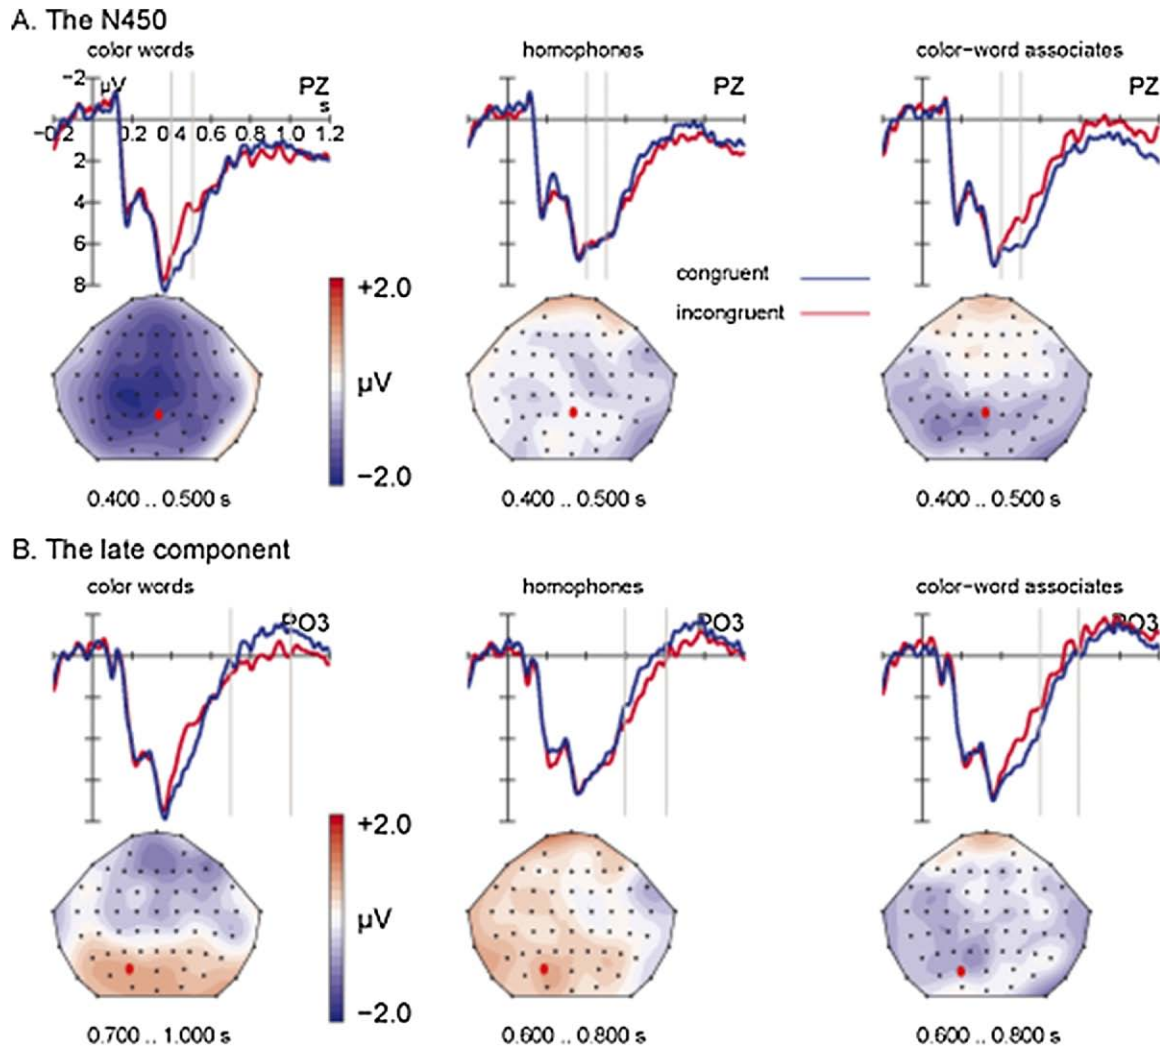 A. The N450
color words homophones color-word associates
-2 μV PZ PZ PZ
s
-0.2 0.2 0.4 0.6 0.8 1.0 1.2
2
4
6
8
congruent
incongruent
+2.0
μV
-2.0
0.400 .. 0.500 s 0.400 .. 0.500 s 0.400 .. 0.500 s
B. The late component
color words homophones color-word associates
PO3 PO3 PO3
+2.0
μV
-2.0
0.700 .. 1.000 s 0.600 .. 0.800 s 0.600 .. 0.800 s